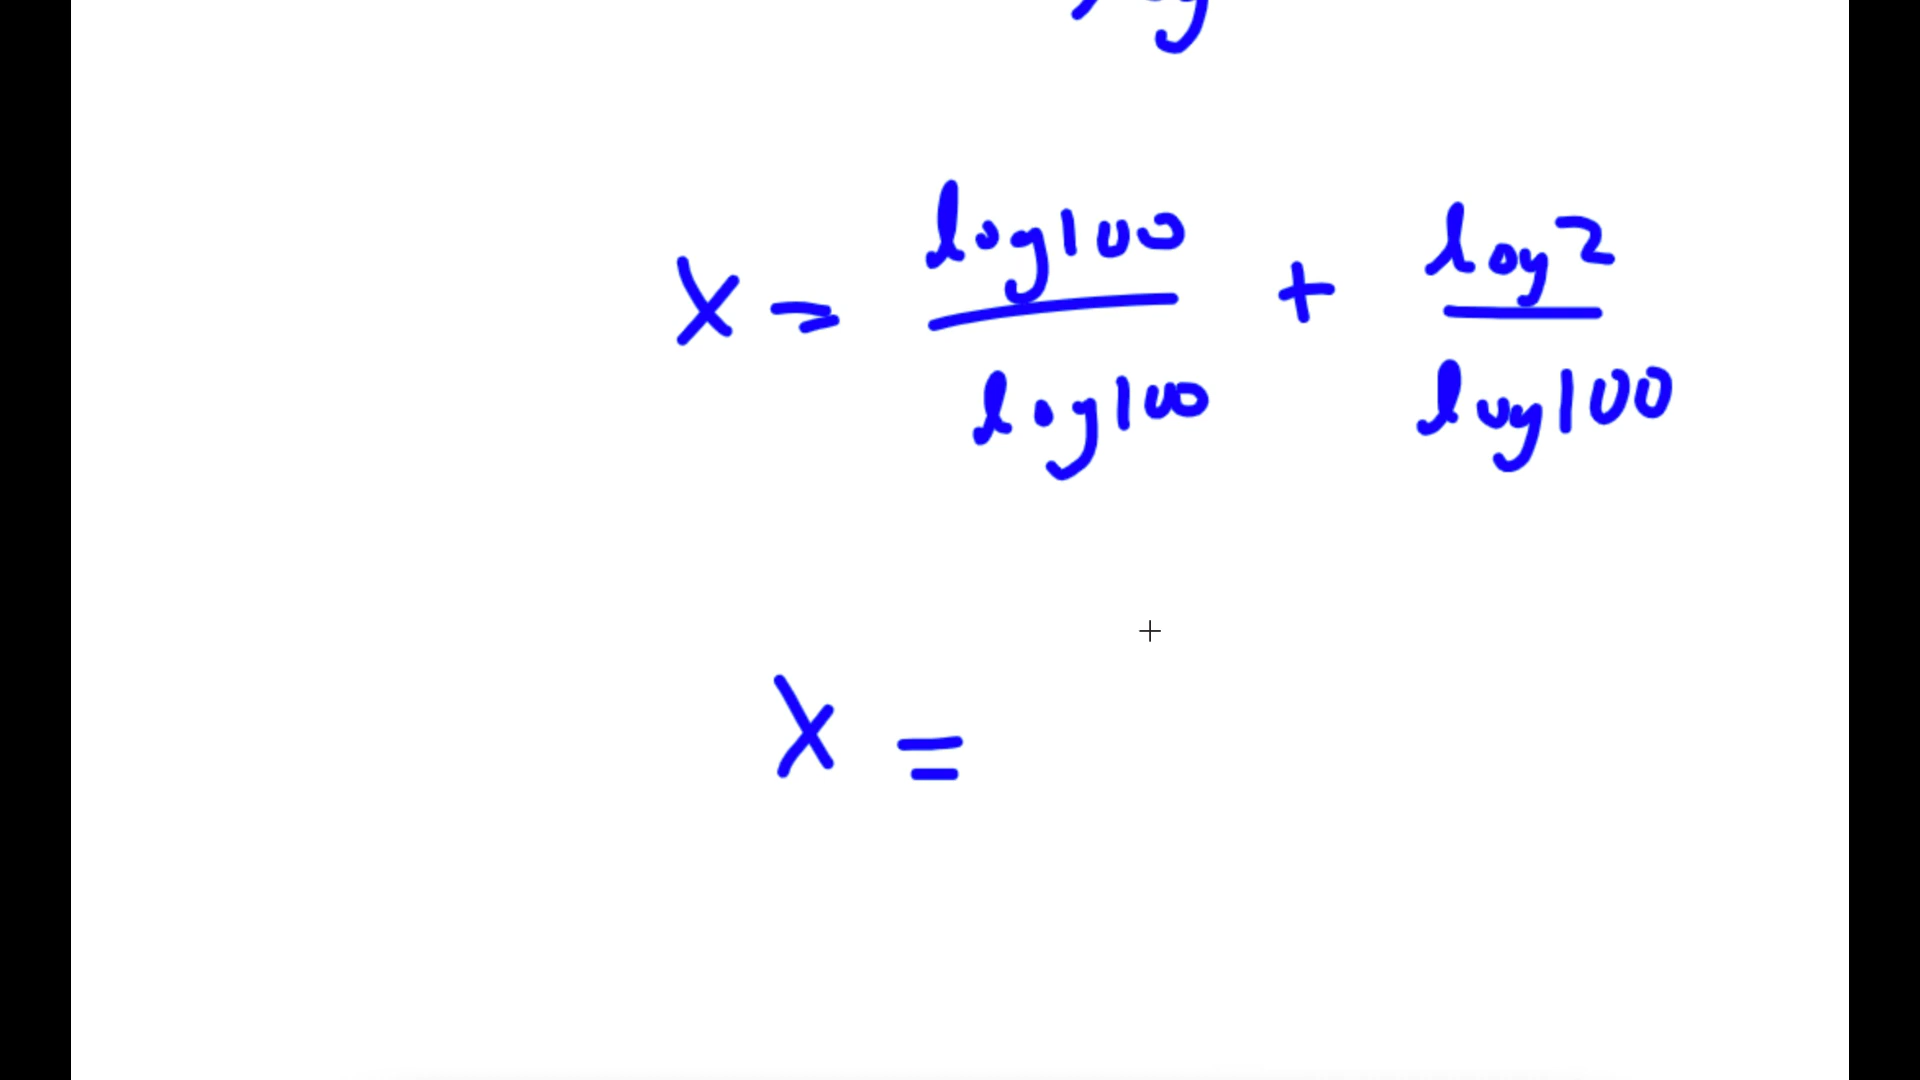 x = log100 / log100 + log2 / log100
x =